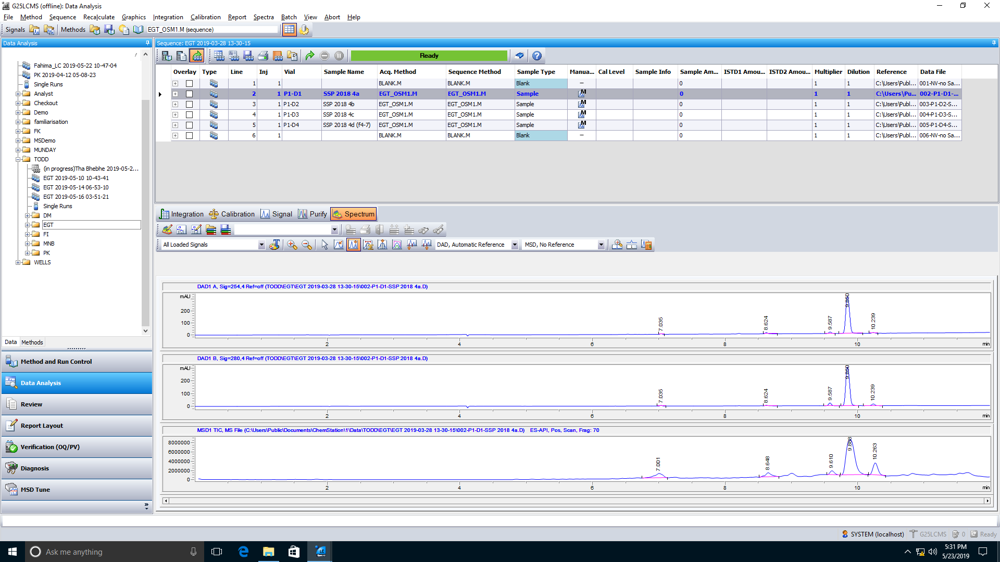 G25LCMS (offline): Data Analysis
File Method Sequence Recalculate Graphics Integration Calibration Report Spectra Batch View Abort Help
Signals Methods EGT_OSM1.M (sequence)
Data Analysis
Fahima_LC 2019-05-22 10-47-04
PK 2019-04-12 05-08-23
Single Runs
Analyst
Checkout
Demo
familiarisation
FK
MSDemo
MUNDAY
TODD
(in progress)Tha Bhebhe 2019-05-2...
EGT 2019-05-10 10-43-41
EGT 2019-05-14 06-53-10
EGT 2019-05-16 03-51-21
Single Runs
DM
EGT
FI
MNB
PK
WELLS
Data Methods
Method and Run Control
Data Analysis
Review
Report Layout
Verification (OQ/PV)
Diagnosis
MSD Tune
Sequence: EGT 2019-03-28 13-30-15
Ready
Overlay Type Line Inj Vial Sample Name Acq. Method Sequence Method Sample Type Manua... Cal Level Sample Info Sample Am... ISTD1 Amou... ISTD2 Amou... Multiplier Dilution Reference Data File
1 1 BLANK.M BLANK.M Blank – 0 1 1 C:\Users\Publ... 001-NV-no Sa...
2 1 P1-D1 SSP 2018 4a EGT_OSM1.M EGT_OSM1.M Sample M 0 1 1 C:\Users\Pu... 002-P1-D1-...
3 1 P1-D2 SSP 2018 4b EGT_OSM1.M EGT_OSM1.M Sample M 0 1 1 C:\Users\Publ... 003-P1-D2-S...
4 1 P1-D3 SSP 2018 4c EGT_OSM1.M EGT_OSM1.M Sample M 0 1 1 C:\Users\Publ... 004-P1-D3-S...
5 1 P1-D4 SSP 2018 4d (f4-7) EGT_OSM1.M EGT_OSM1.M Sample M 0 1 1 C:\Users\Publ... 005-P1-D4-S...
6 1 BLANK.M BLANK.M Blank – 0 1 1 C:\Users\Publ... 006-NV-no Sa...
Integration Calibration Signal Purify Spectrum
All Loaded Signals DAD, Automatic Reference MSD, No Reference
DAD1 A, Sig=254,4 Ref=off (TODD\EGT\EGT 2019-03-28 13-30-15\002-P1-D1-SSP 2018 4a.D)
mAU
200
100
0
7.035 8.624 9.587 9.850 10.239
2 4 6 8 10 min
DAD1 B, Sig=280,4 Ref=off (TODD\EGT\EGT 2019-03-28 13-30-15\002-P1-D1-SSP 2018 4a.D)
mAU
200
100
0
7.035 8.624 9.587 9.850 10.239
2 4 6 8 10 min
MSD1 TIC, MS File (C:\Users\Public\Documents\ChemStation\1\Data\TODD\EGT\EGT 2019-03-28 13-30-15\002-P1-D1-SSP 2018 4a.D) ES-API, Pos, Scan, Frag: 70
8000000
6000000
4000000
2000000
0
7.001 8.648 9.610 10.263
2 4 6 8 10 min
SYSTEM (localhost) G25LCMS 0 Ready
Ask me anything
5:31 PM
5/23/2019